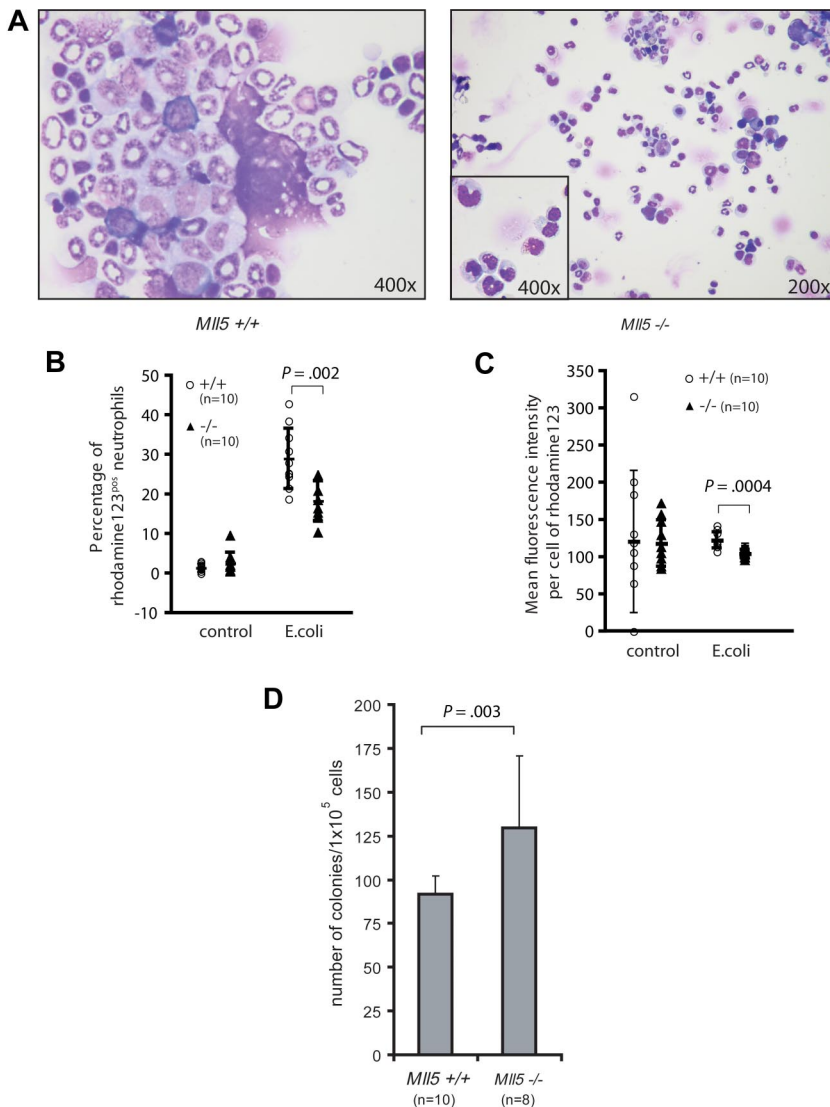 A
400x
400x
200x
Mll5 +/+
Mll5 -/-
B
Percentage of
rhodamine123pos neutrophils
50
40
30
20
10
0
-10
+/+
(n=10)
-/-
(n=10)
P = .002
control
E.coli
C
Mean fluorescence intensity
per cell of rhodamine123
350
300
250
200
150
100
50
0
+/+ (n=10)
-/- (n=10)
P = .0004
control
E.coli
D
number of colonies/1x10^5 cells
200
175
150
125
100
75
50
25
0
P = .003
Mll5 +/+
(n=10)
Mll5 -/-
(n=8)